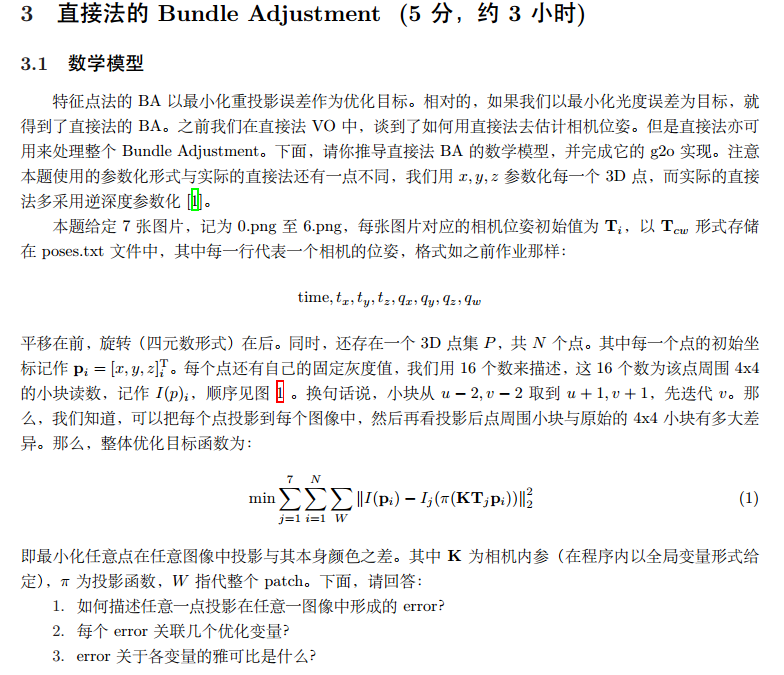 3 直接法的 Bundle Adjustment (5 分，约 3 小时)
3.1 数学模型
特征点法的 BA 以最小化重投影误差作为优化目标。相对的，如果我们以最小化光度误差为目标，就
得到了直接法的 BA。之前我们在直接法 VO 中，谈到了如何用直接法去估计相机位姿。但是直接法亦可
用来处理整个 Bundle Adjustment。下面，请你推导直接法 BA 的数学模型，并完成它的 g2o 实现。注意
本题使用的参数化形式与实际的直接法还有一点不同，我们用 x, y, z 参数化每一个 3D 点，而实际的直接
法多采用逆深度参数化 [1]。
本题给定 7 张图片，记为 0.png 至 6.png，每张图片对应的相机位姿初始值为 T_i，以 T_cw 形式存储
在 poses.txt 文件中，其中每一行代表一个相机的位姿，格式如之前作业那样：
time, t_x, t_y, t_z, q_x, q_y, q_z, q_w
平移在前，旋转（四元数形式）在后。同时，还存在一个 3D 点集 P，共 N 个点。其中每一个点的初始坐
标记作 p_i = [x, y, z]_i^T。每个点还有自己的固定灰度值，我们用 16 个数来描述，这 16 个数为该点周围 4x4
的小块读数，记作 I(p)_i，顺序见图 1 。换句话说，小块从 u − 2, v − 2 取到 u + 1, v + 1，先迭代 v。那
么，我们知道，可以把每个点投影到每个图像中，然后再看投影后点周围小块与原始的 4x4 小块有多大差
异。那么，整体优化目标函数为：
min ∑_{j=1}^{7} ∑_{i=1}^{N} ∑_W ||I(p_i) − I_j(π(KT_j p_i))||_2^2 (1)
即最小化任意点在任意图像中投影与其本身颜色之差。其中 K 为相机内参（在程序内以全局变量形式给
定），π 为投影函数，W 指代整个 patch。下面，请回答：
1. 如何描述任意一点投影在任意一图像中形成的 error?
2. 每个 error 关联几个优化变量?
3. error 关于各变量的雅可比是什么?